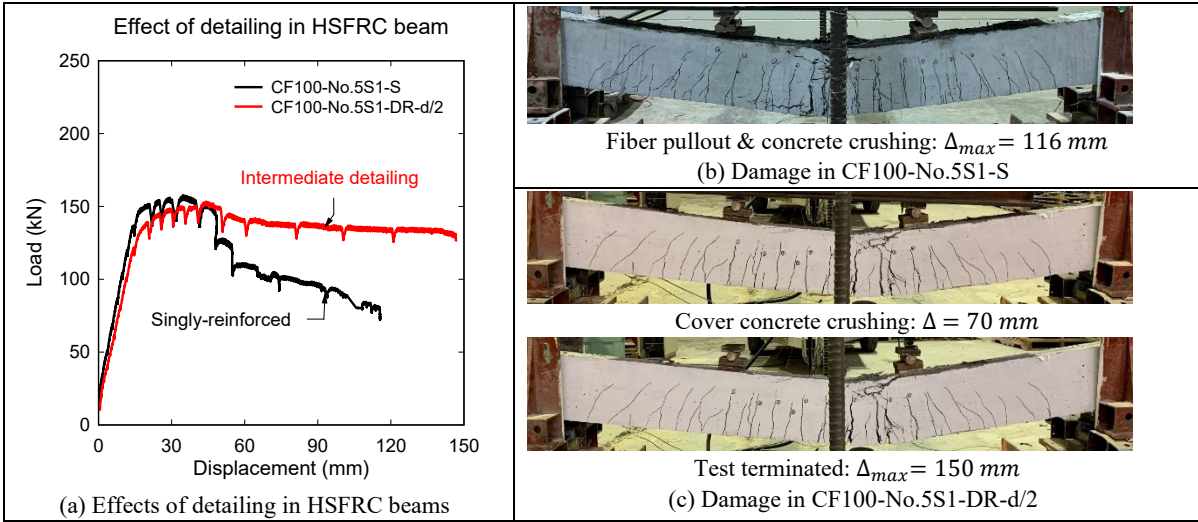 Effect of detailing in HSFRC beam
250
200
150
100
50
0
Load (kN)
CF100-No.5S1-S
CF100-No.5S1-DR-d/2
Intermediate detailing
Singly-reinforced
0 30 60 90 120 150
Displacement (mm)
(a) Effects of detailing in HSFRC beams
Fiber pullout & concrete crushing: Δmax = 116 mm
(b) Damage in CF100-No.5S1-S
Cover concrete crushing: Δ = 70 mm
Test terminated: Δmax = 150 mm
(c) Damage in CF100-No.5S1-DR-d/2